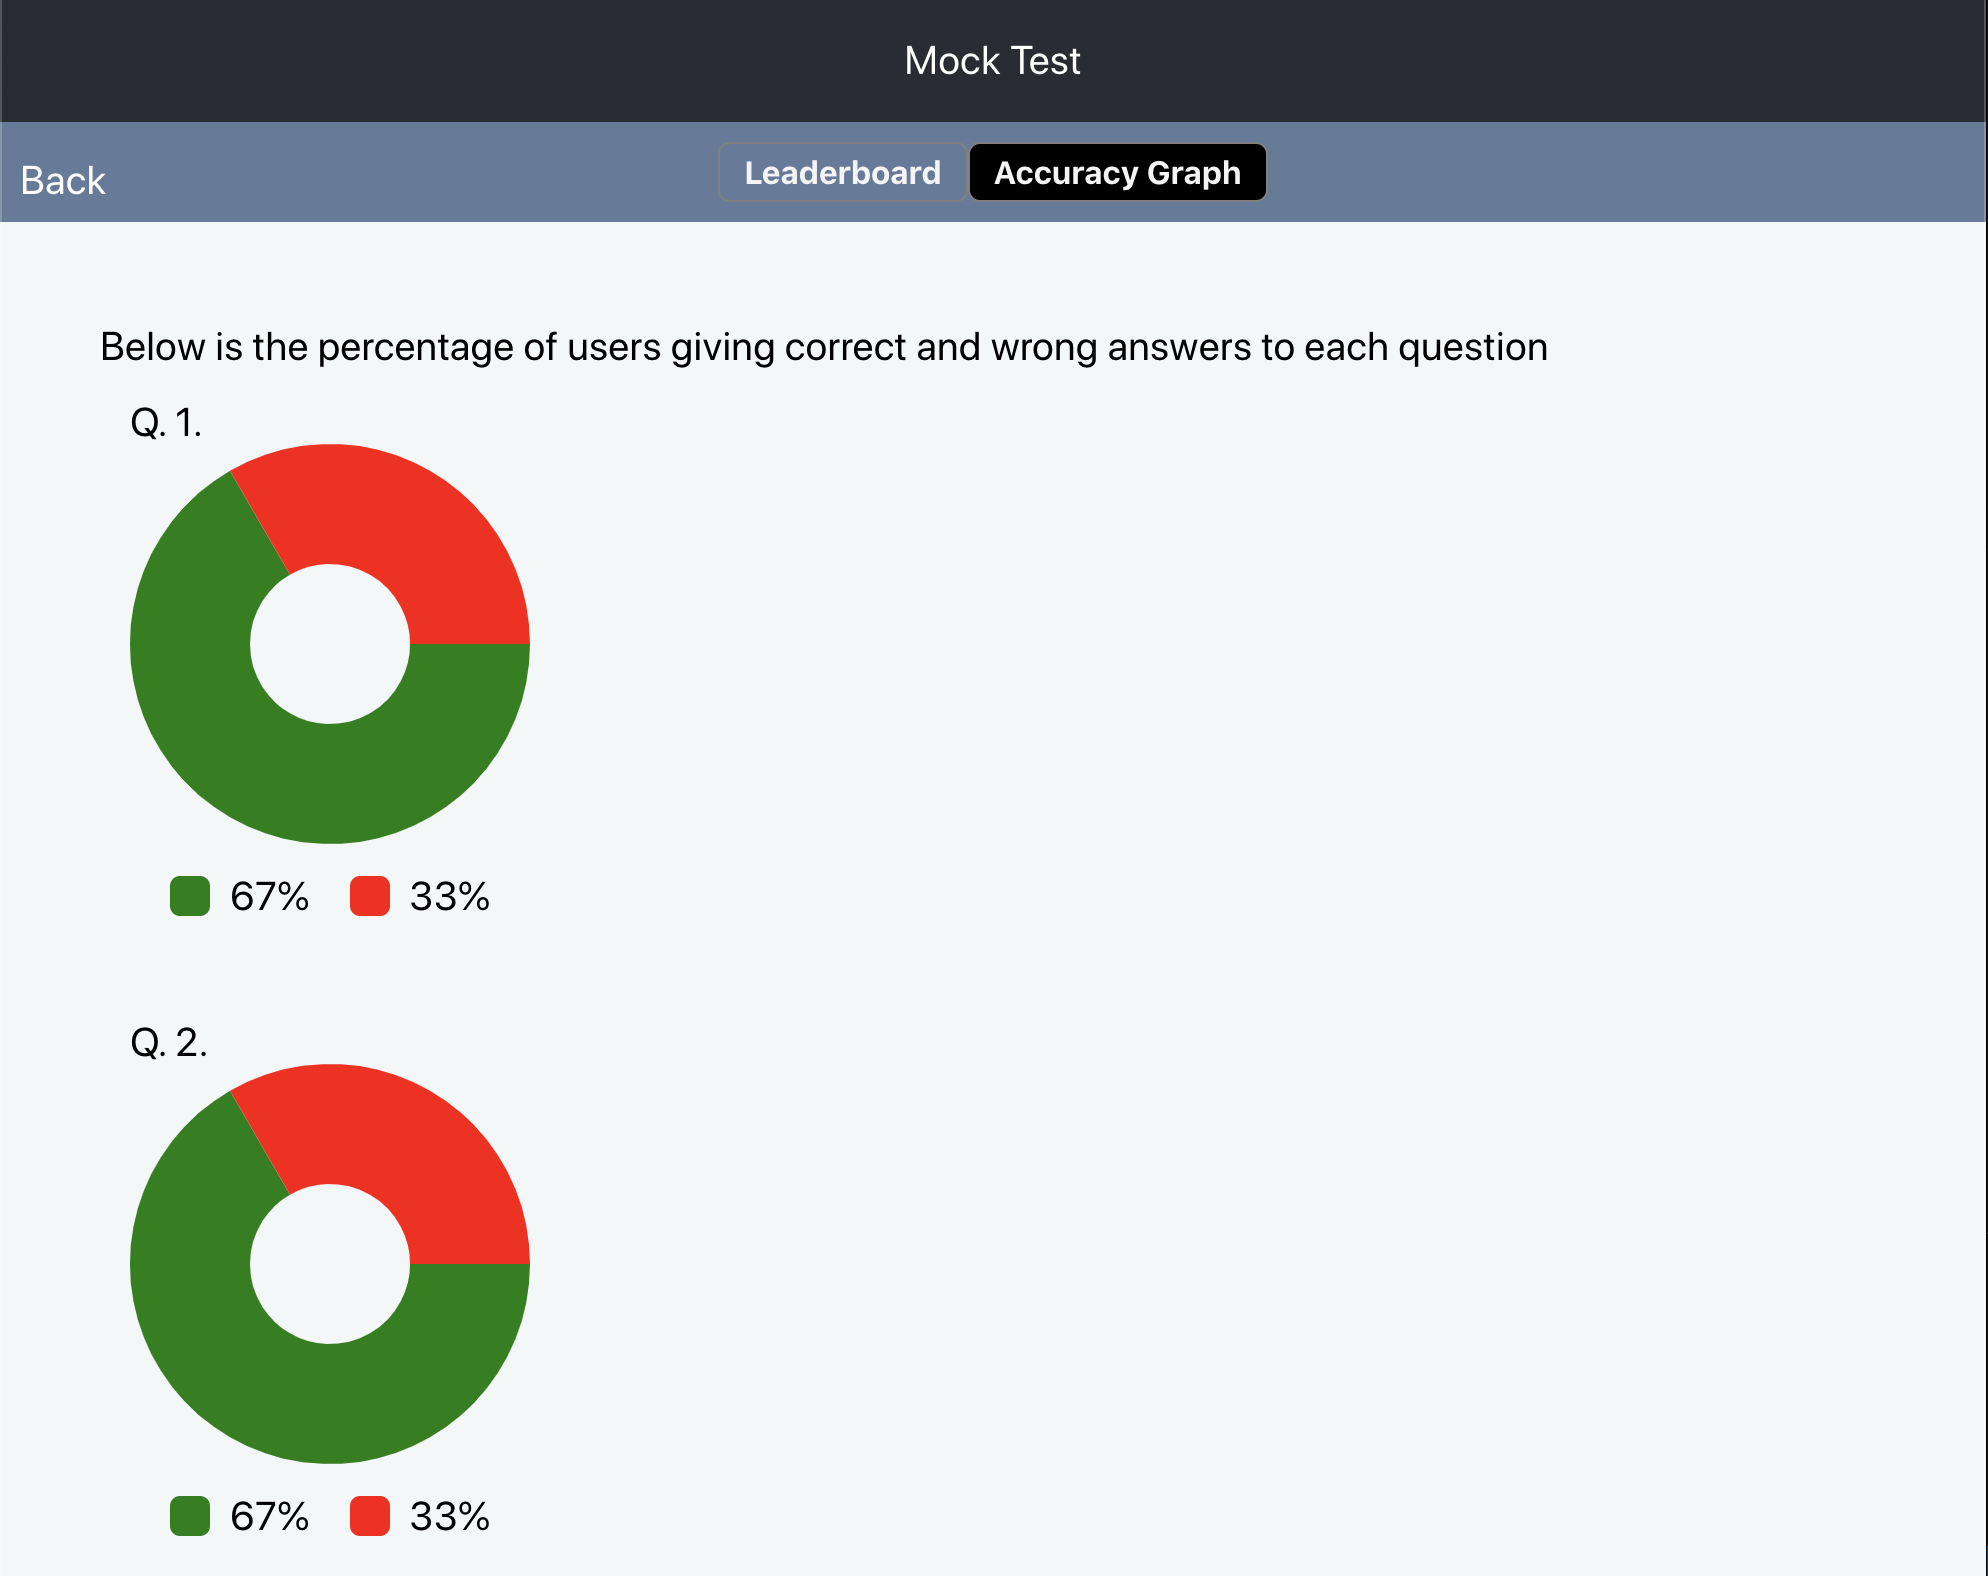 Mock Test
Back
Leaderboard
Accuracy Graph
Below is the percentage of users giving correct and wrong answers to each question
Q. 1.
67% 33%
Q. 2.
67% 33%